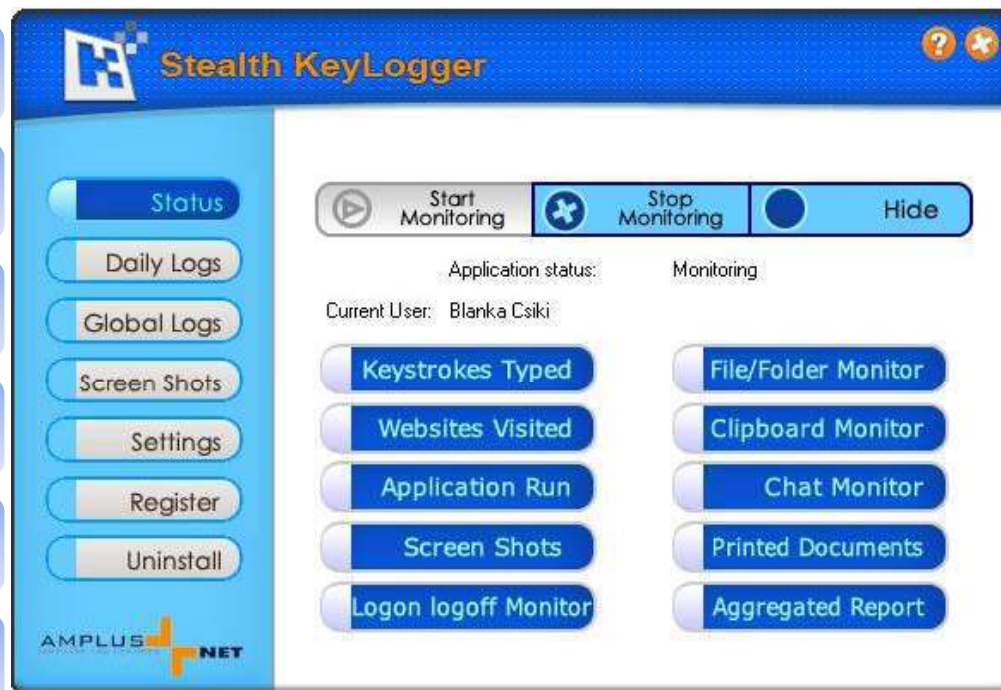 Stealth KeyLogger
Status
Daily Logs
Global Logs
Screen Shots
Settings
Register
Uninstall
AMPLUS
NET
Start Monitoring
Stop Monitoring
Hide
Application status: Monitoring
Current User: Blanka Csiki
Keystrokes Typed
Websites Visited
Application Run
Screen Shots
Logon logoff Monitor
File/Folder Monitor
Clipboard Monitor
Chat Monitor
Printed Documents
Aggregated Report